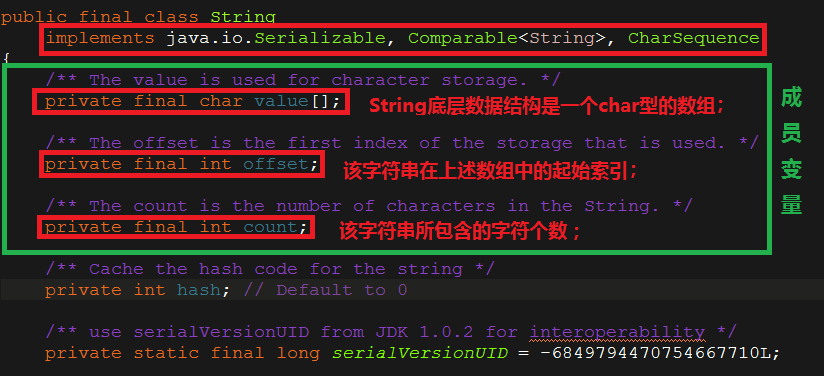 public final class String
implements java.io.Serializable, Comparable<String>, CharSequence
{
/** The value is used for character storage. */
private final char value[];
String底层数据结构是一个char型的数组；
/** The offset is the first index of the storage that is used. */
private final int offset;
该字符串在上述数组中的起始索引；
/** The count is the number of characters in the String. */
private final int count;
该字符串所包含的字符个数；
成员变量
/** Cache the hash code for the string */
private int hash; // Default to 0
/** use serialVersionUID from JDK 1.0.2 for interoperability */
private static final long serialVersionUID = -6849794470754667710L;